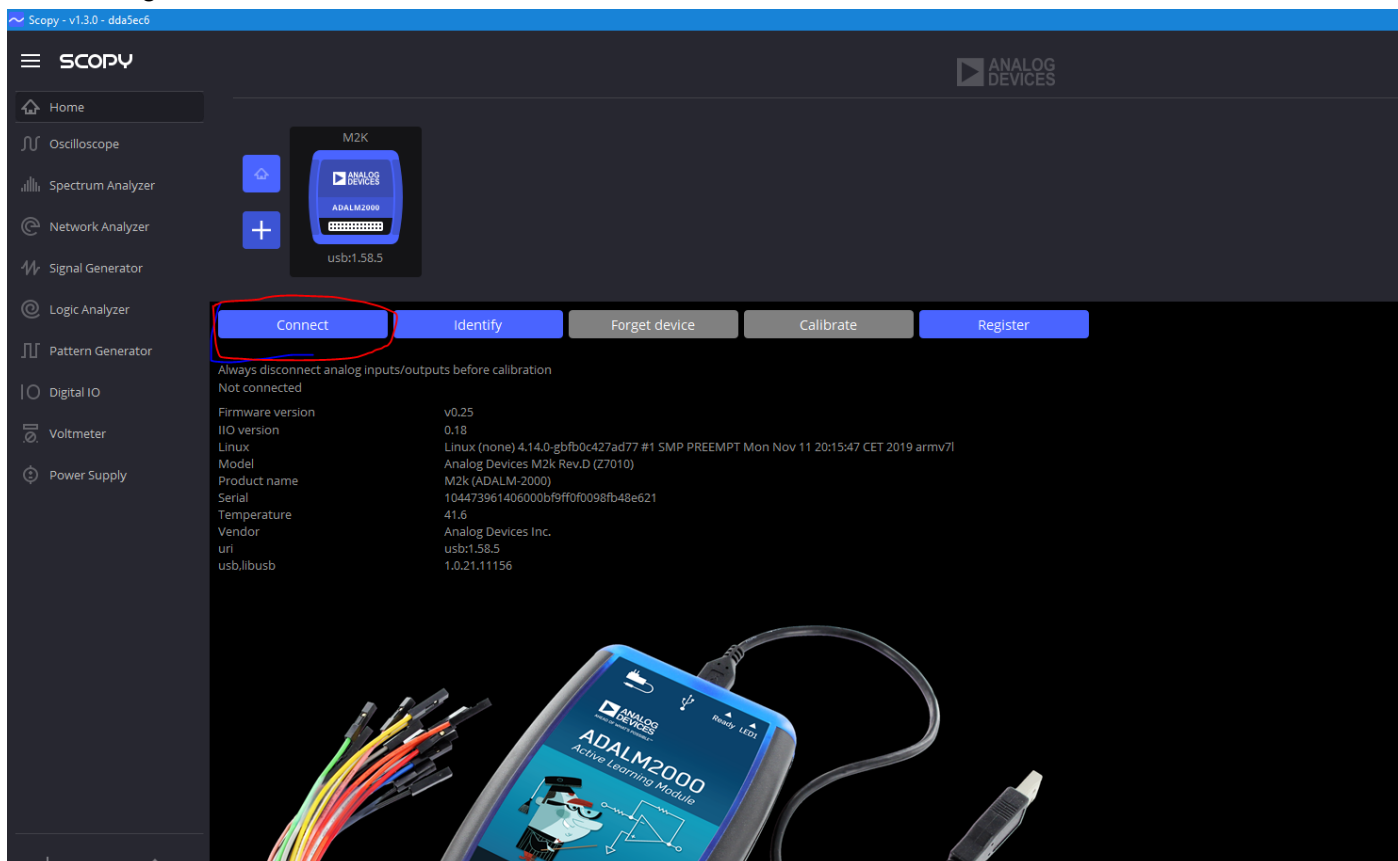 Scopy - v1.3.0 - dda5ec6
SCOPY
ANALOG
DEVICES
Home
Oscilloscope
Spectrum Analyzer
Network Analyzer
Signal Generator
Logic Analyzer
Pattern Generator
Digital IO
Voltmeter
Power Supply
M2K
ANALOG
DEVICES
ADALM2000
usb:1.58.5
Connect Identify Forget device Calibrate Register
Always disconnect analog inputs/outputs before calibration
Not connected
Firmware version v0.25
IIO version 0.18
Linux Linux (none) 4.14.0-gbfb0c427ad77 #1 SMP PREEMPT Mon Nov 11 20:15:47 CET 2019 armv7l
Model Analog Devices M2k Rev.D (Z7010)
Product name M2k (ADALM-2000)
Serial 104473961406000bf9ff0f0098fb48e621
Temperature 41.6
Vendor Analog Devices Inc.
uri usb:1.58.5
usb,libusb 1.0.21.11156
Ready LED1
ANALOG
DEVICES
AHEAD OF WHAT'S POSSIBLE™
ADALM2000
Active Learning Module